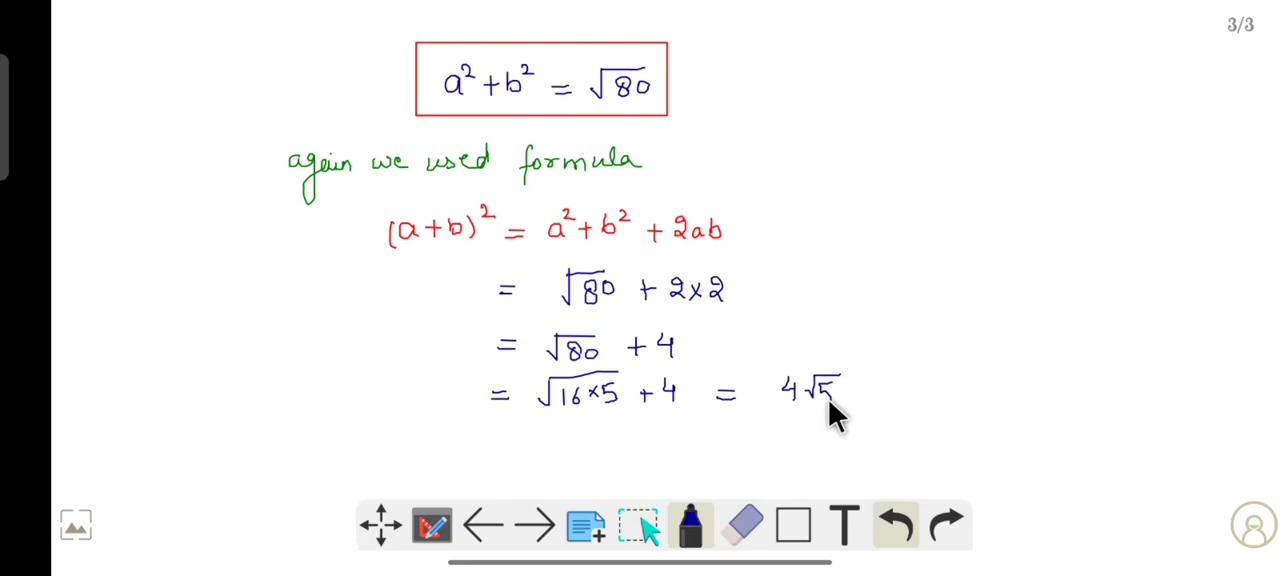 3/3
a² + b² = √80
again we used formula
(a+b)² = a² + b² + 2ab
= √80 + 2×2
= √80 + 4
= √16×5 + 4 = 4√5
T